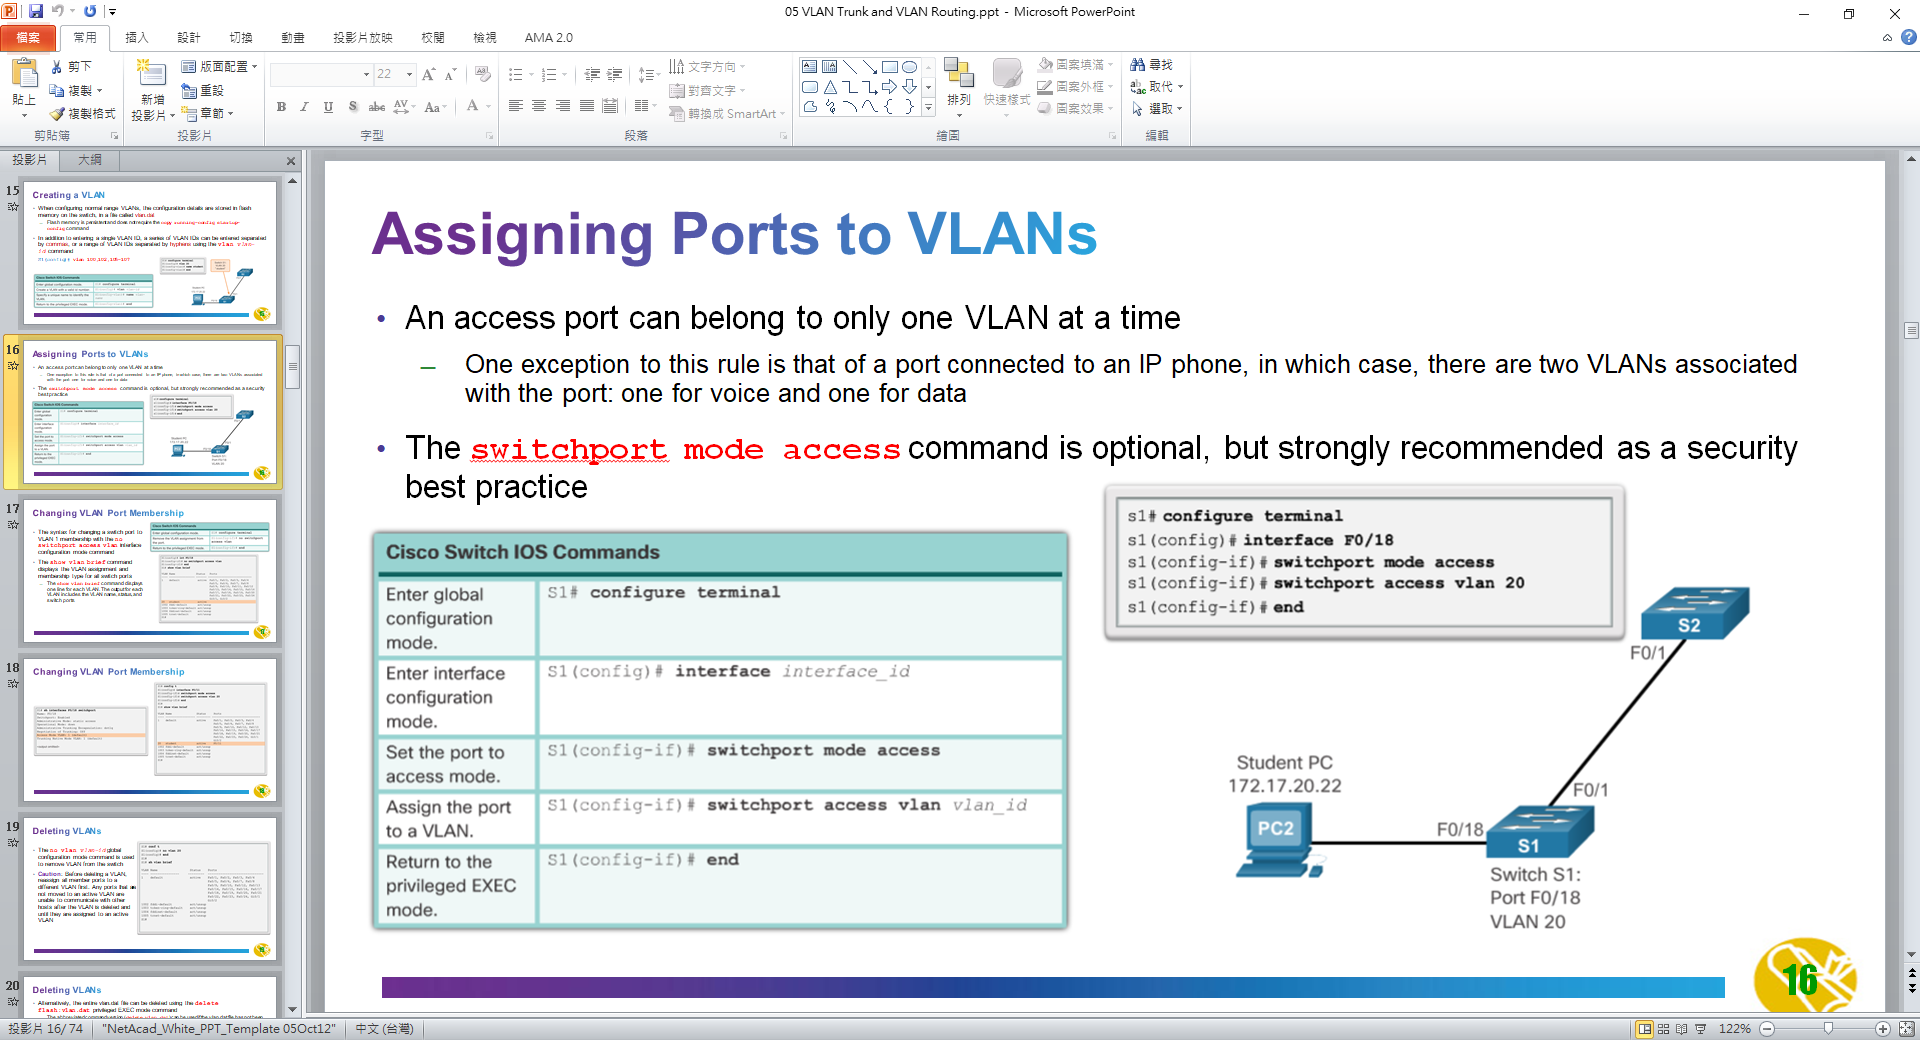 05 VLAN Trunk and VLAN Routing.ppt - Microsoft PowerPoint
檔案 常用 插入 設計 切換 動畫 投影片放映 校閱 檢視 AMA 2.0
貼上 剪下 複製 複製格式 剪貼簿
新增投影片 版面配置 重設 章節 投影片
22 字型
文字方向 對齊文字 轉換成 SmartArt 段落
排列 快速樣式 圖案填滿 圖案外框 圖案效果 繪圖
尋找 取代 選取 編輯
投影片 大綱
15
Creating a VLAN
16
Assigning Ports to VLANs
17
Changing VLAN Port Membership
18
Changing VLAN Port Membership
19
Deleting VLANs
20
Deleting VLANs
Assigning Ports to VLANs
• An access port can belong to only one VLAN at a time
– One exception to this rule is that of a port connected to an IP phone, in which case, there are two VLANs associated
with the port: one for voice and one for data
• The switchport mode access command is optional, but strongly recommended as a security
best practice
Cisco Switch IOS Commands
Enter global configuration mode. S1# configure terminal
Enter interface configuration mode. S1(config)# interface interface_id
Set the port to access mode. S1(config-if)# switchport mode access
Assign the port to a VLAN. S1(config-if)# switchport access vlan vlan_id
Return to the privileged EXEC mode. S1(config-if)# end
s1# configure terminal
s1(config)# interface F0/18
s1(config-if)# switchport mode access
s1(config-if)# switchport access vlan 20
s1(config-if)# end
S2
F0/1
Student PC
172.17.20.22
PC2
F0/18
F0/1
S1
Switch S1:
Port F0/18
VLAN 20
16
投影片 16/ 74 "NetAcad_White_PPT_Template 05Oct12" 中文 (台灣) 122%